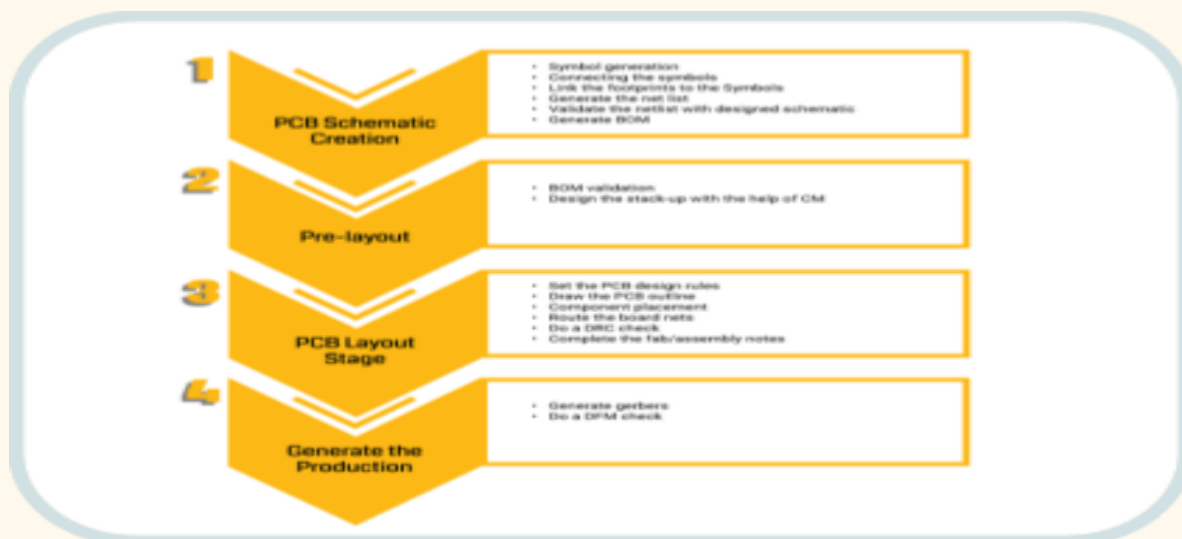 1
PCB Schematic
Creation
• Symbol generation
• Connecting the symbols
• Link the footprints to the Symbols
• Generate the net list
• Validate the netlist with designed schematic
• Generate BOM
2
Pre-layout
• BOM validation
• Design the stack-up with the help of CM
3
PCB Layout
Stage
• Set the PCB design rules
• Draw the PCB outline
• Component placement
• Route the board nets
• Do a DRC check
• Complete the fab/assembly notes
4
Generate the
Production
• Generate gerbers
• Do a DFM check